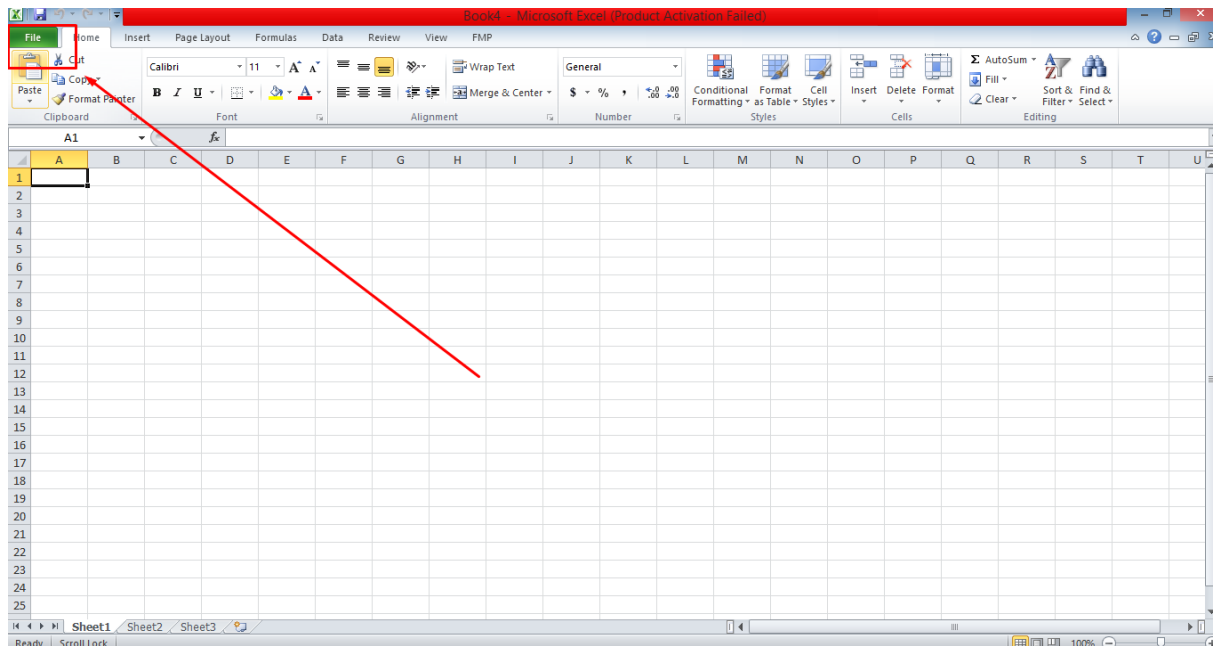 Book4 - Microsoft Excel (Product Activation Failed)
File Home Insert Page Layout Formulas Data Review View FMP
Cut
Calibri 11 A A Wrap Text General Σ AutoSum
Copy Fill
Paste Format Painter B I U A Merge & Center $ % , .00 .0 Conditional Formatting Format as Table Cell Styles Insert Delete Format Clear Sort & Filter Find & Select
Clipboard Font Alignment Number Styles Cells Editing
A1 fx
A B C D E F G H I J K L M N O P Q R S T U
1
2
3
4
5
6
7
8
9
10
11
12
13
14
15
16
17
18
19
20
21
22
23
24
25
Sheet1 Sheet2 Sheet3
Ready Scroll Lock 100%